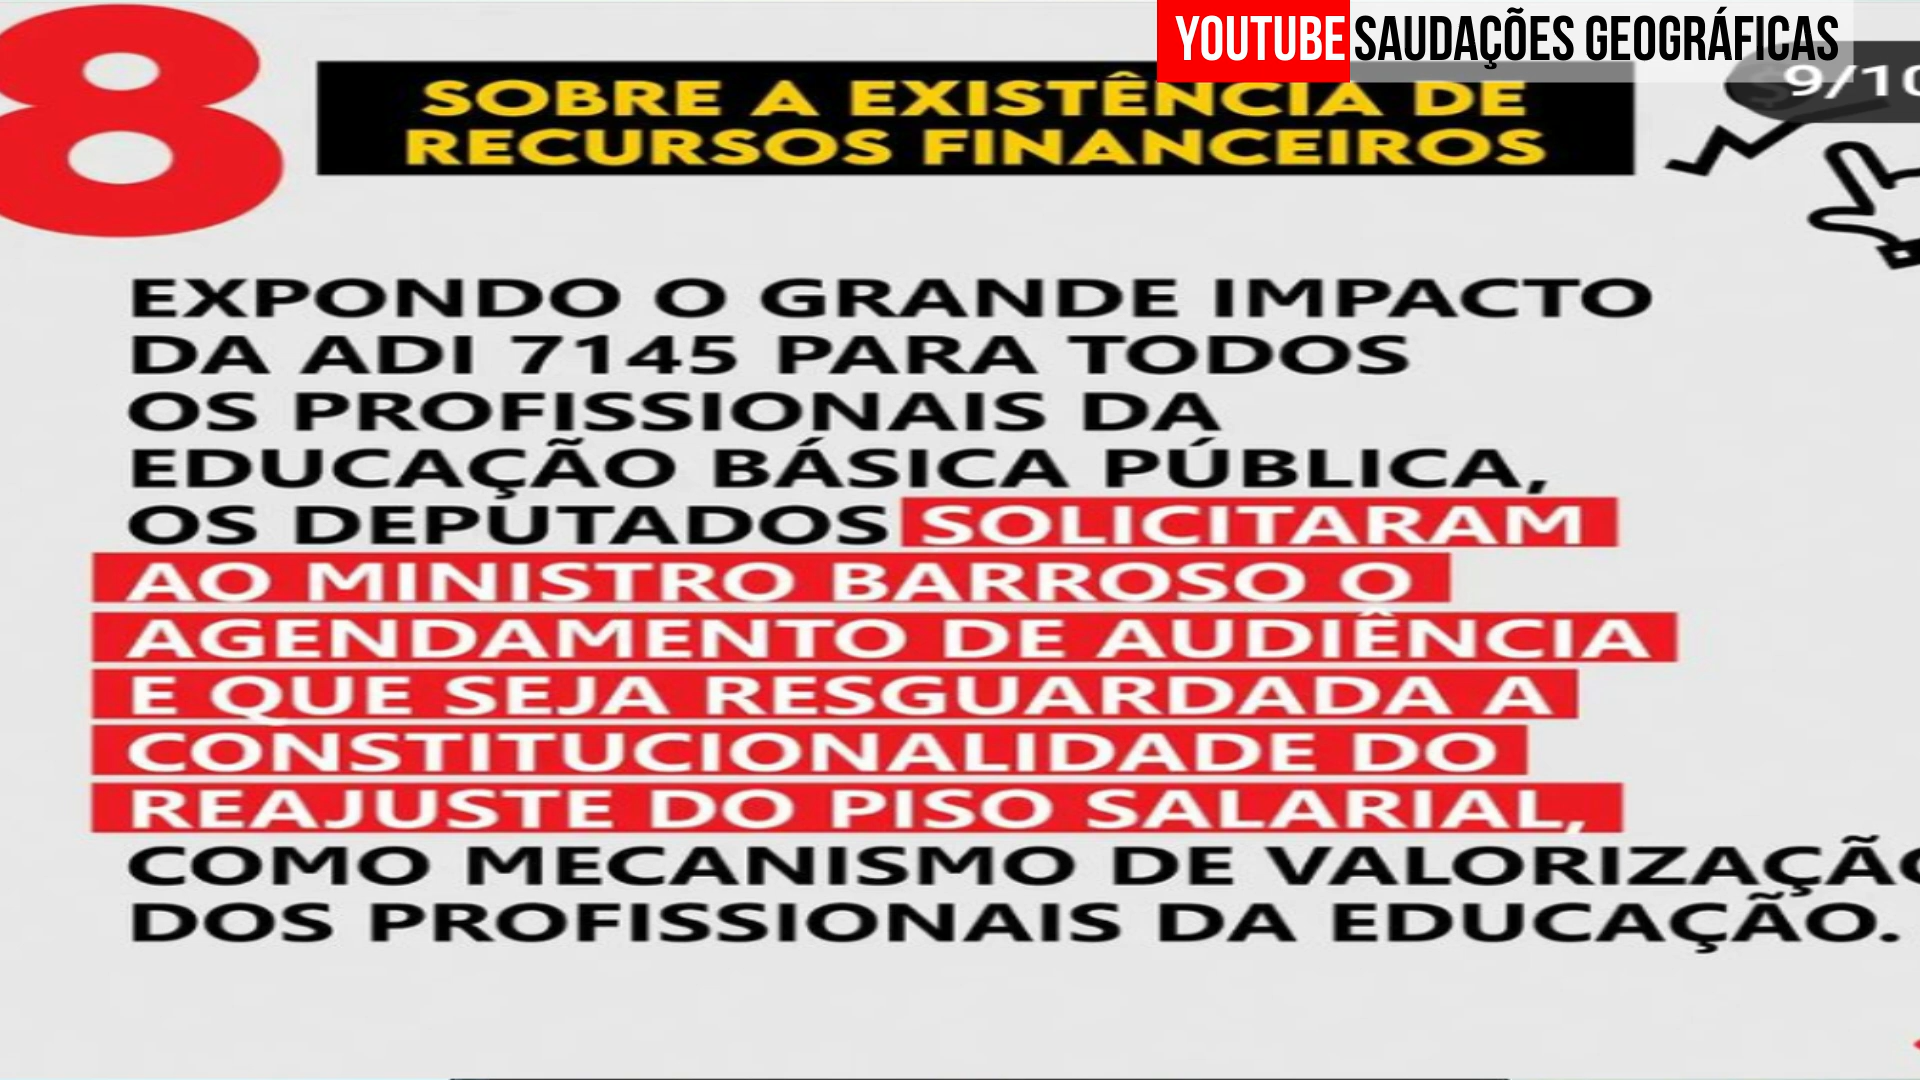 YOUTUBE SAUDAÇÕES GEOGRÁFICAS
8
SOBRE A EXISTÊNCIA DE
RECURSOS FINANCEIROS
9/10
EXPONDO O GRANDE IMPACTO
DA ADI 7145 PARA TODOS
OS PROFISSIONAIS DA
EDUCAÇÃO BÁSICA PÚBLICA,
OS DEPUTADOS SOLICITARAM
AO MINISTRO BARROSO O
AGENDAMENTO DE AUDIÊNCIA
E QUE SEJA RESGUARDADA A
CONSTITUCIONALIDADE DO
REAJUSTE DO PISO SALARIAL,
COMO MECANISMO DE VALORIZAÇÃO
DOS PROFISSIONAIS DA EDUCAÇÃO.